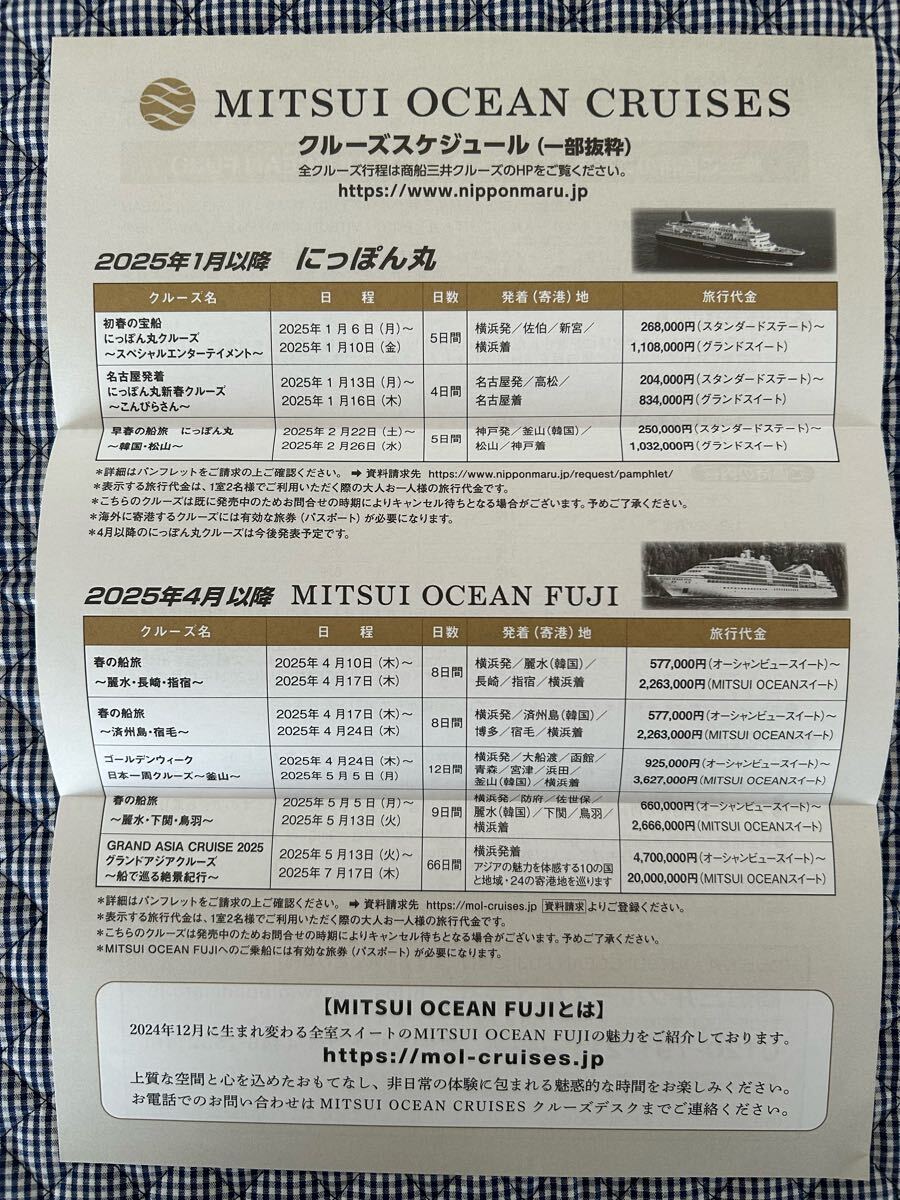 MITSUI OCEAN CRUISES
クルーズスケジュール（一部抜粋）
全クルーズ行程は商船三井クルーズのHPをご覧ください。
https://www.nipponmaru.jp
2025年1月以降 にっぽん丸
クルーズ名 日 程 日数 発着（寄港）地 旅行代金
初春の宝船
にっぽん丸クルーズ
～スペシャルエンターテイメント～
2025年 1 月 6 日（月）～
2025年 1 月10日（金）
5日間
横浜発／佐伯／新宮／
横浜着
268,000円（スタンダードステート）～
1,108,000円（グランドスイート）
名古屋発着
にっぽん丸新春クルーズ
～こんぴらさん～
2025年 1 月13日（月）～
2025年 1 月16日（木）
4日間
名古屋発／高松／
名古屋着
204,000円（スタンダードステート）～
834,000円（グランドスイート）
早春の船旅 にっぽん丸
～韓国・松山～
2025年 2 月22日（土）～
2025年 2 月26日（水）
5日間
神戸発／釜山（韓国）／
松山／神戸着
250,000円（スタンダードステート）～
1,032,000円（グランドスイート）
＊詳細はパンフレットをご請求の上ご確認ください。 ➡ 資料請求先 https://www.nipponmaru.jp/request/pamphlet/
＊表示する旅行代金は、1室2名様でご利用いただく際の大人お一人様の旅行代金です。
＊こちらのクルーズは既に発売中のためお問合せの時期によりキャンセル待ちとなる場合がございます。予めご了承ください。
＊海外に寄港するクルーズには有効な旅券（パスポート）が必要になります。
＊4月以降のにっぽん丸クルーズは今後発表予定です。
2025年4月以降 MITSUI OCEAN FUJI
クルーズ名 日 程 日数 発着（寄港）地 旅行代金
春の船旅
～麗水・長崎・指宿～
2025年 4 月10日（木）～
2025年 4 月17日（木）
8日間
横浜発／麗水（韓国）／
長崎／指宿／横浜着
577,000円（オーシャンビュースイート）～
2,263,000円（MITSUI OCEANスイート）
春の船旅
～済州島・宿毛～
2025年 4 月17日（木）～
2025年 4 月24日（木）
8日間
横浜発／済州島（韓国）／
博多／宿毛／横浜着
577,000円（オーシャンビュースイート）～
2,263,000円（MITSUI OCEANスイート）
ゴールデンウィーク
日本一周クルーズ～釜山～
2025年 4 月24日（木）～
2025年 5 月 5 日（月）
12日間
横浜発／大船渡／函館／
青森／宮津／浜田／
釜山（韓国）／横浜着
925,000円（オーシャンビュースイート）～
3,627,000円（MITSUI OCEANスイート）
春の船旅
～麗水・下関・鳥羽～
2025年 5 月 5 日（月）～
2025年 5 月13日（火）
9日間
横浜発／防府／佐世保／
麗水（韓国）／下関／鳥羽／
横浜着
660,000円（オーシャンビュースイート）～
2,666,000円（MITSUI OCEANスイート）
GRAND ASIA CRUISE 2025
グランドアジアクルーズ
～船で巡る絶景紀行～
2025年 5 月13日（火）～
2025年 7 月17日（木）
66日間
横浜発着
アジアの魅力を体感する10の国
と地域・24の寄港地を巡ります
4,700,000円（オーシャンビュースイート）～
20,000,000円（MITSUI OCEANスイート）
＊詳細はパンフレットをご請求の上ご確認ください。 ➡ 資料請求先 https://mol-cruises.jp 資料請求 よりご登録ください。
＊表示する旅行代金は、1室2名様でご利用いただく際の大人お一人様の旅行代金です。
＊こちらのクルーズは発売中のためお問合せの時期によりキャンセル待ちとなる場合がございます。予めご了承ください。
＊MITSUI OCEAN FUJIへのご乗船には有効な旅券（パスポート）が必要になります。
【MITSUI OCEAN FUJIとは】
2024年12月に生まれ変わる全室スイートのMITSUI OCEAN FUJIの魅力をご紹介しております。
https://mol-cruises.jp
上質な空間と心を込めたおもてなし、非日常の体験に包まれる魅惑的な時間をお楽しみください。
お電話でのお問い合わせは MITSUI OCEAN CRUISES クルーズデスクまでご連絡ください。